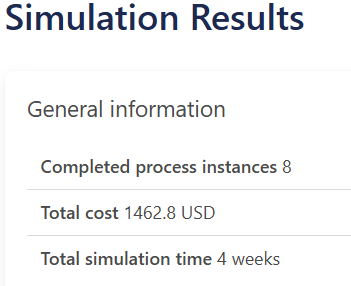 Simulation Results
General information
Completed process instances 8
Total cost 1462.8 USD
Total simulation time 4 weeks